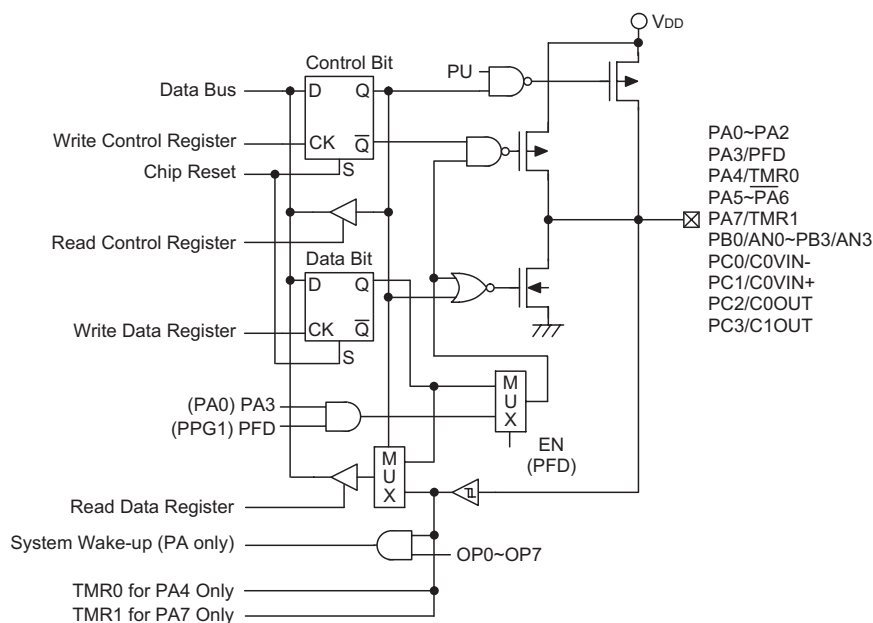 VDD
Control Bit
PU
Data Bus
D
Q
Write Control Register
CK
Q
Chip Reset
S
Read Control Register
Data Bit
D
Q
Write Data Register
CK
Q
S
PA0~PA2
PA3/PFD
PA4/TMR0
PA5~PA6
PA7/TMR1
PB0/AN0~PB3/AN3
PC0/C0VIN-
PC1/C0VIN+
PC2/C0OUT
PC3/C1OUT
(PA0) PA3
(PPG1) PFD
MUX
EN
(PFD)
MUX
Read Data Register
System Wake-up (PA only)
OP0~OP7
TMR0 for PA4 Only
TMR1 for PA7 Only